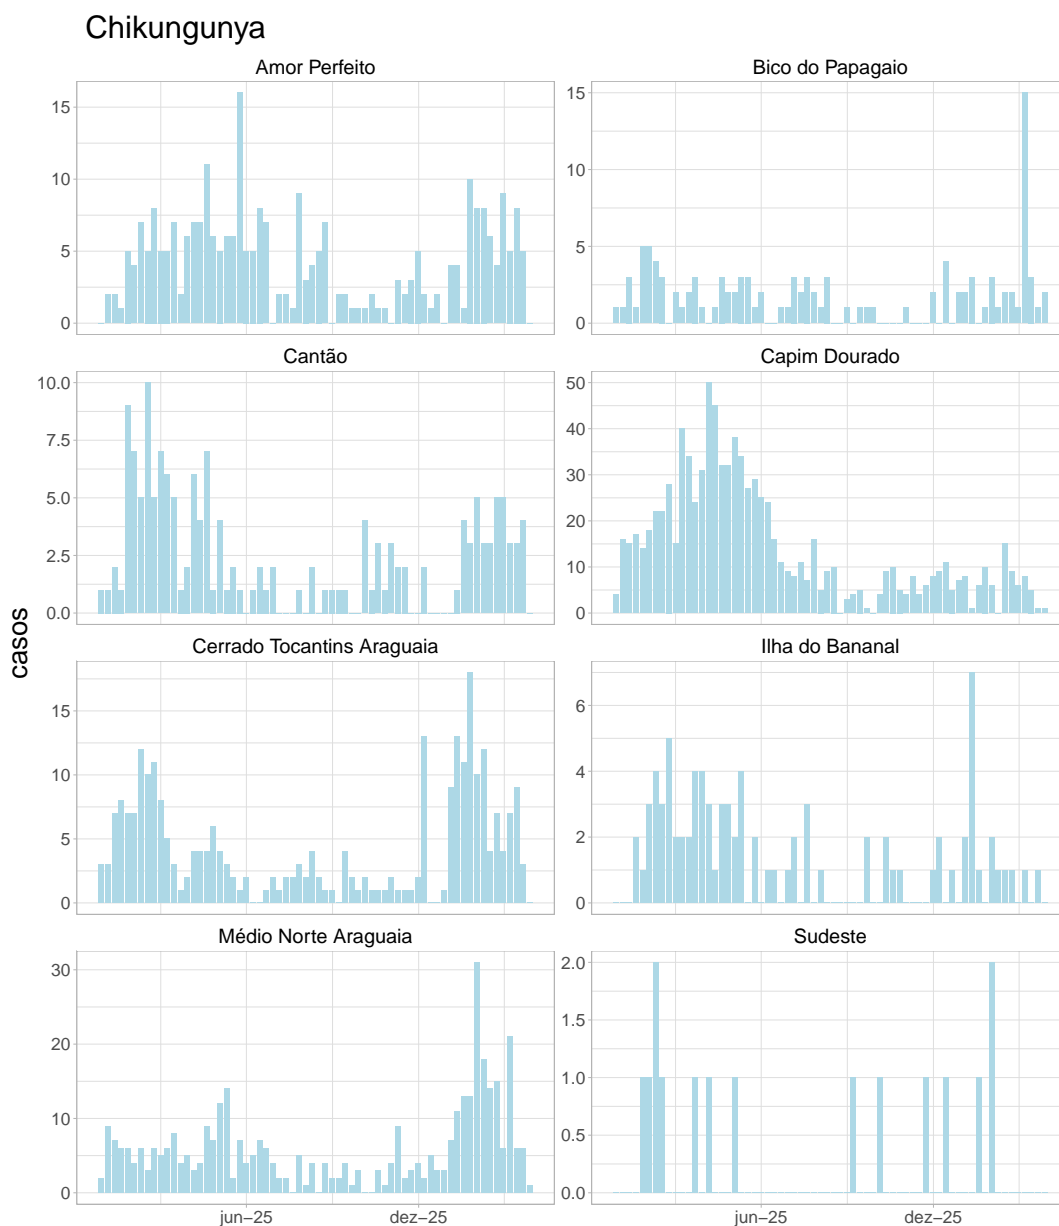 Chikungunya
Amor Perfeito
Bico do Papagaio
15
10
5
0
15
10
5
0
Cantão
Capim Dourado
10.0
7.5
5.0
2.5
0.0
50
40
30
20
10
0
casos
Cerrado Tocantins Araguaia
Ilha do Bananal
15
10
5
0
6
4
2
0
Médio Norte Araguaia
Sudeste
30
20
10
0
2.0
1.5
1.0
0.5
0.0
jun−25
dez−25
jun−25
dez−25